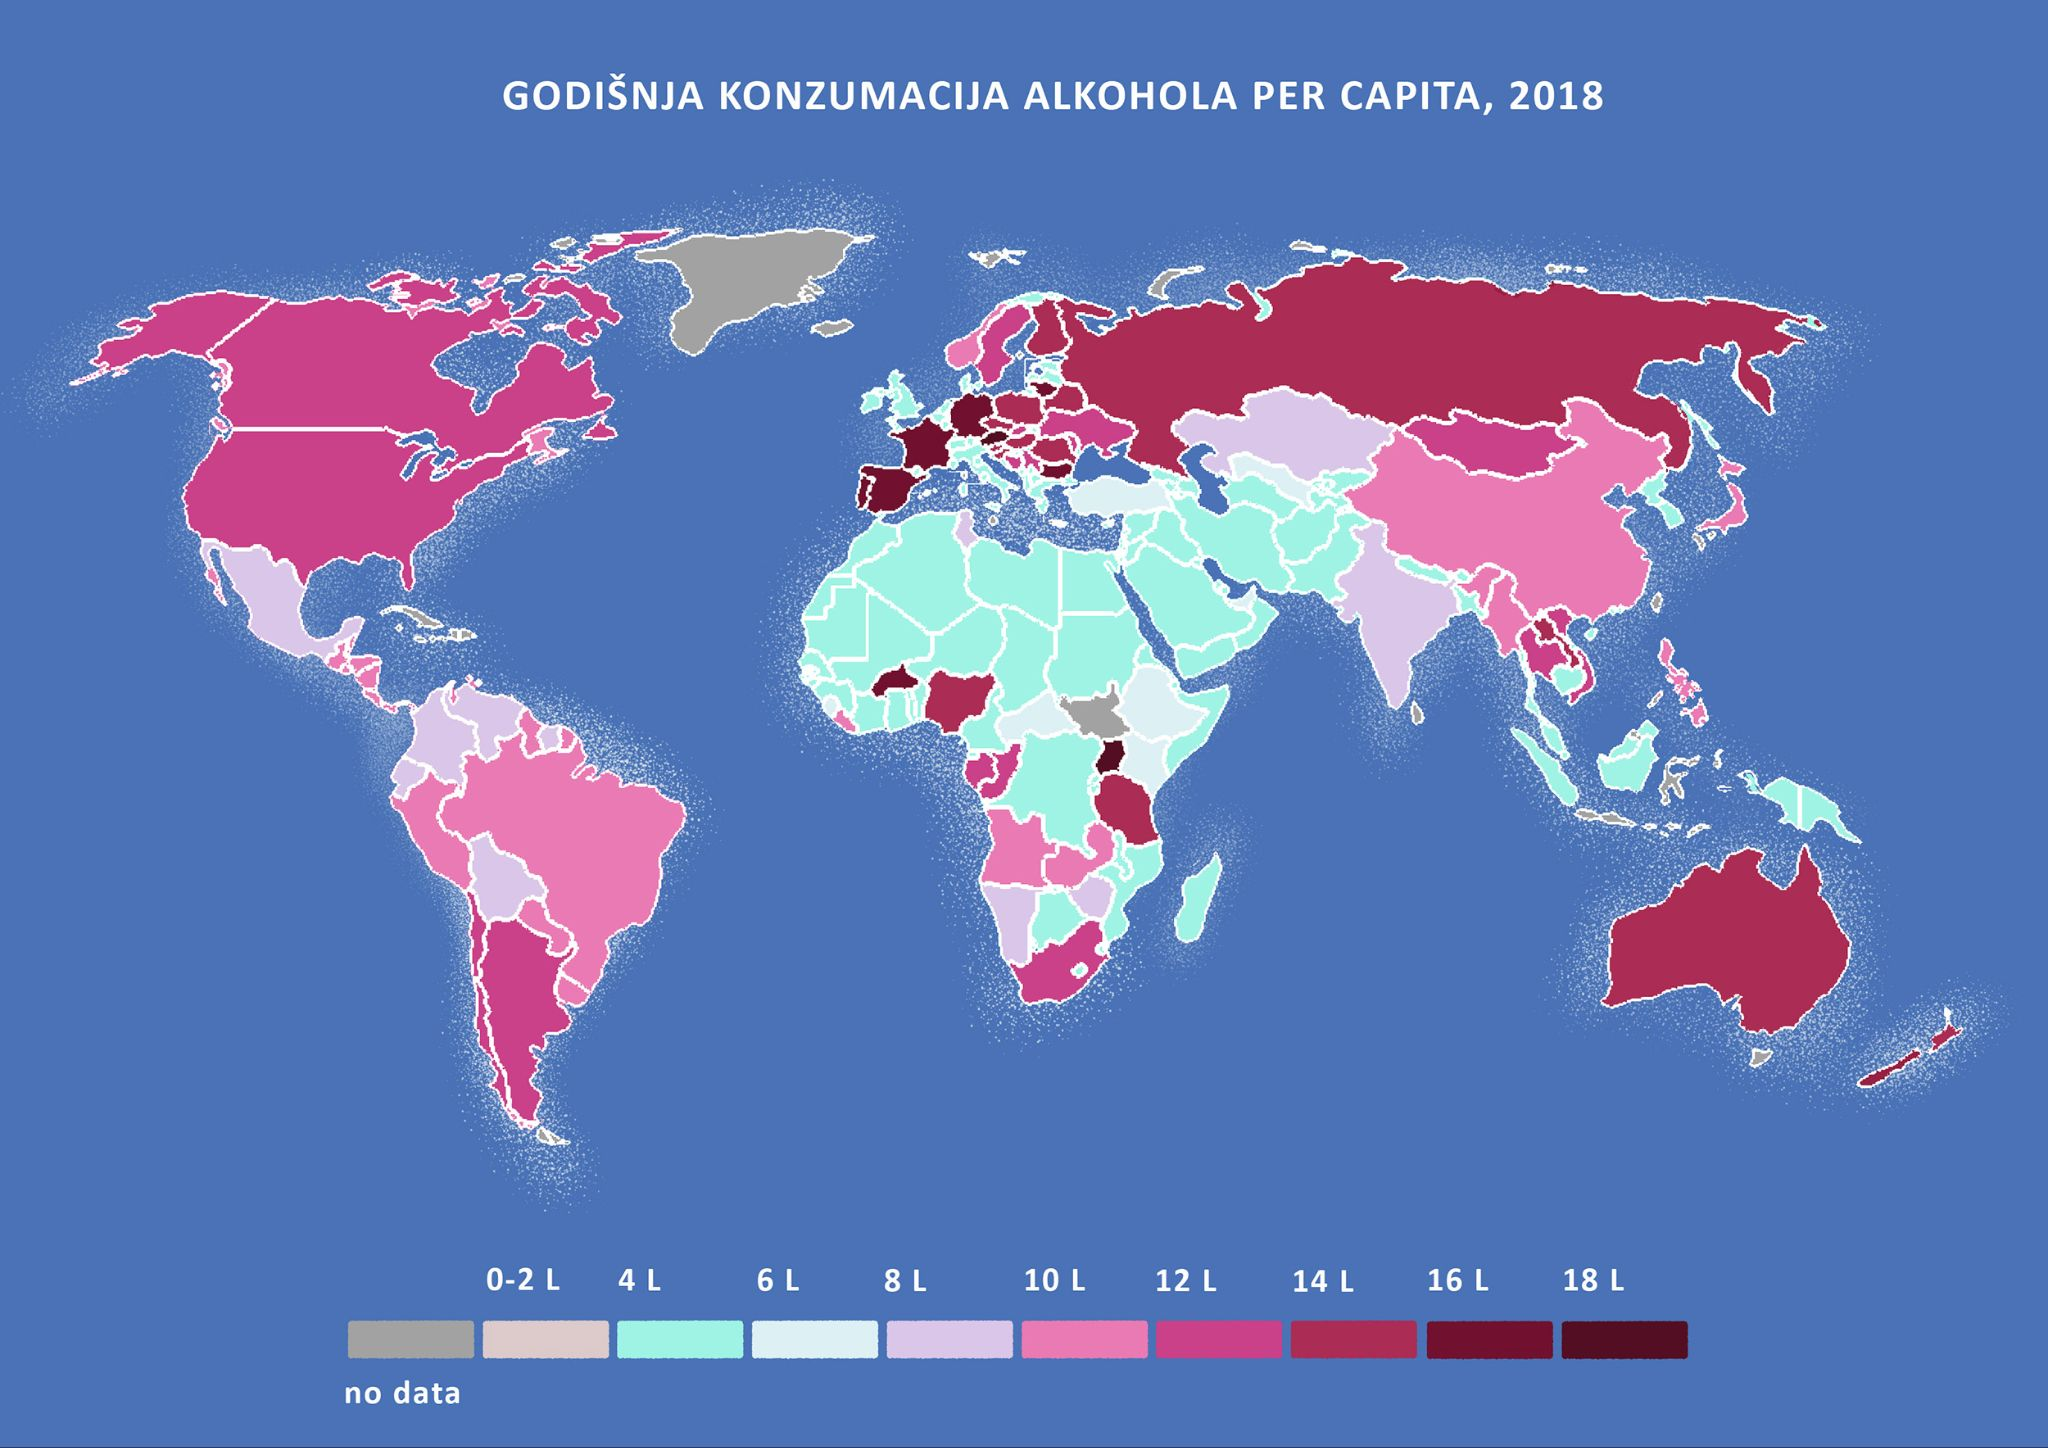 GODIŠNJA KONZUMACIJA ALKOHOLA PER CAPITA, 2018
0-2 L 4 L 6 L 8 L 10 L 12 L 14 L 16 L 18 L
no data